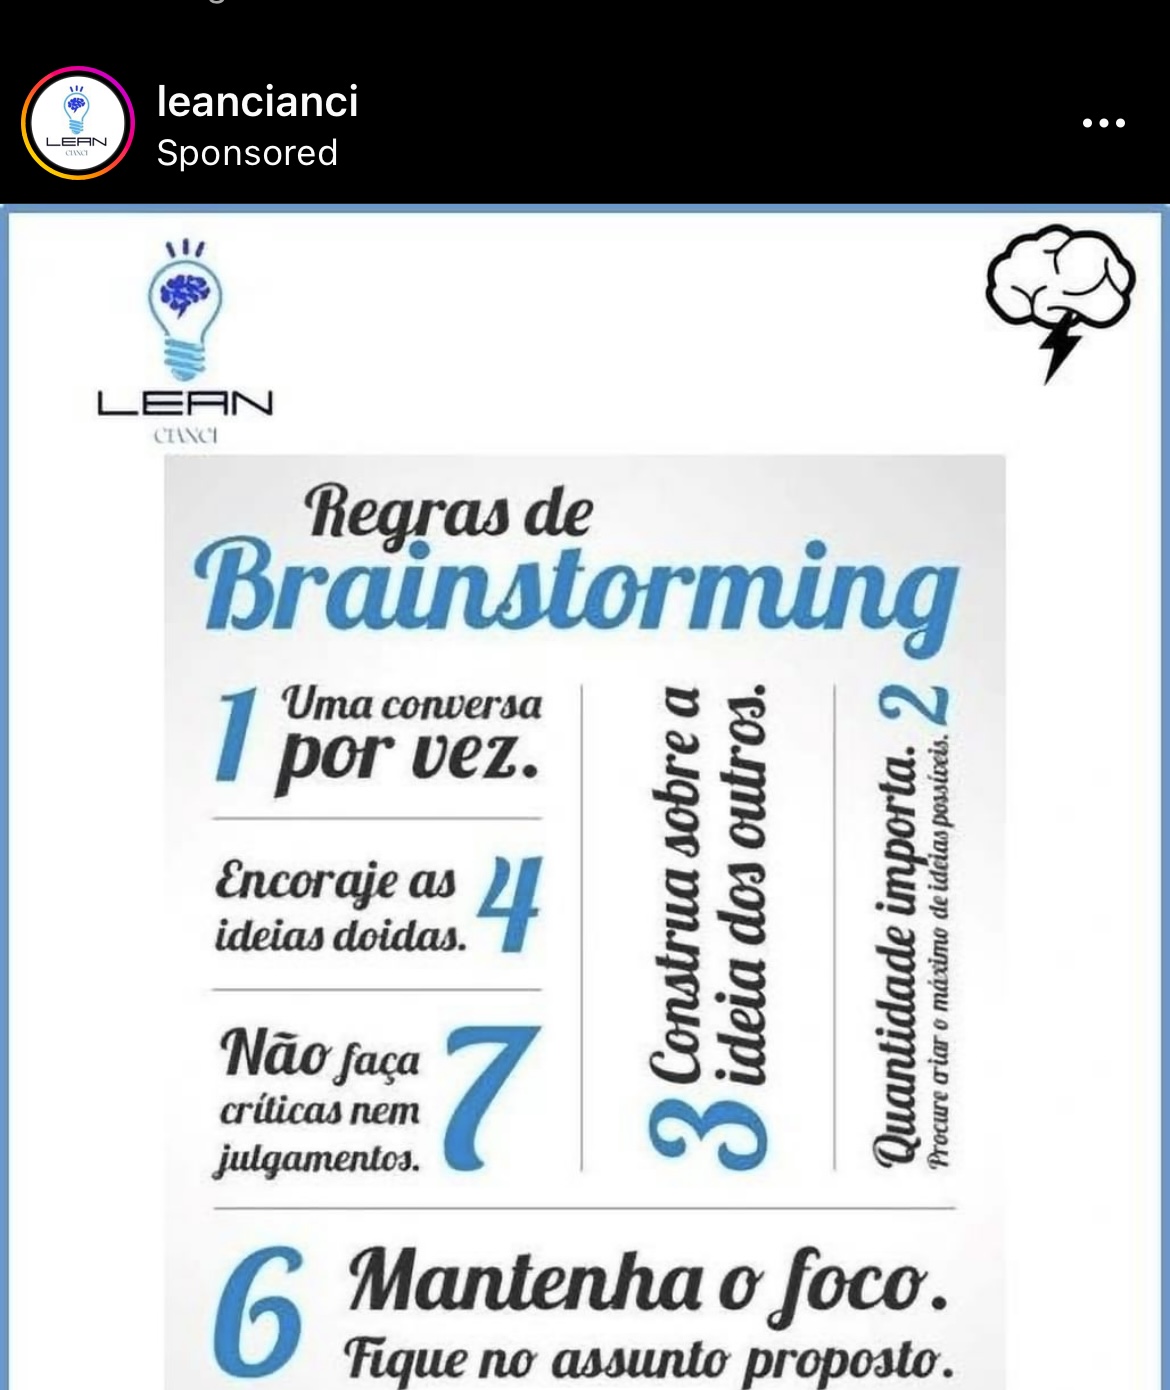 leancianci
Sponsored
LEAN
CIANCI
LEAN
CIANCI
Regras de
Brainstorming
1 Uma conversa
por vez.
Encoraje as
ideias doidas. 4
Não faça
críticas nem
julgamentos. 7
3 Construa sobre a
ideia dos outros.
Quantidade importa. 2
Procure criar o máximo de ideias possíveis.
6 Mantenha o foco.
Fique no assunto proposto.